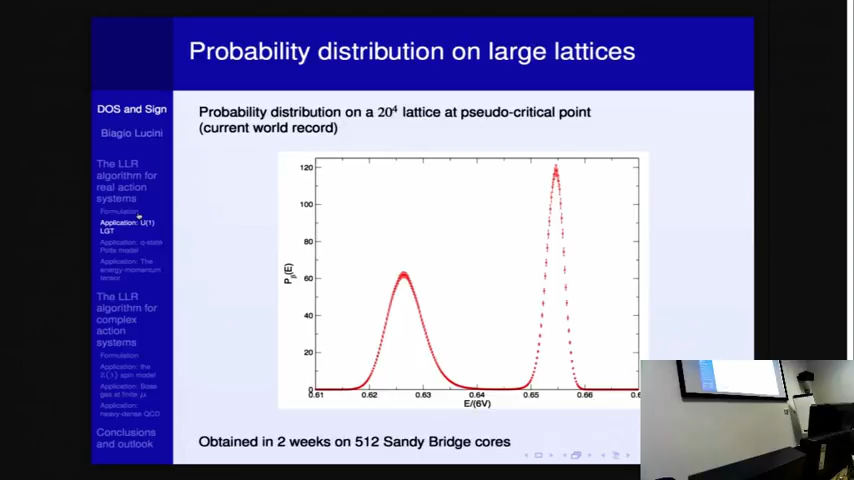 Probability distribution on large lattices
DOS and Sign
Biagio Lucini
The LLR
algorithm for
real action
systems
Formulation
Application: U(1)
LGT
Application: q-state
Potts model
Application: The
energy-momentum
tensor
The LLR
algorithm for
complex
action
systems
Formulation
Application: the
Z(3) spin model
Application: Bose
gas at finite μ
Application:
heavy-dense QCD
Conclusions
and outlook
Probability distribution on a 20⁴ lattice at pseudo-critical point
(current world record)
120
100
80
60
40
20
0
Pβ(E)
0.61 0.62 0.63 0.64 0.65 0.66
E/(6V)
Obtained in 2 weeks on 512 Sandy Bridge cores